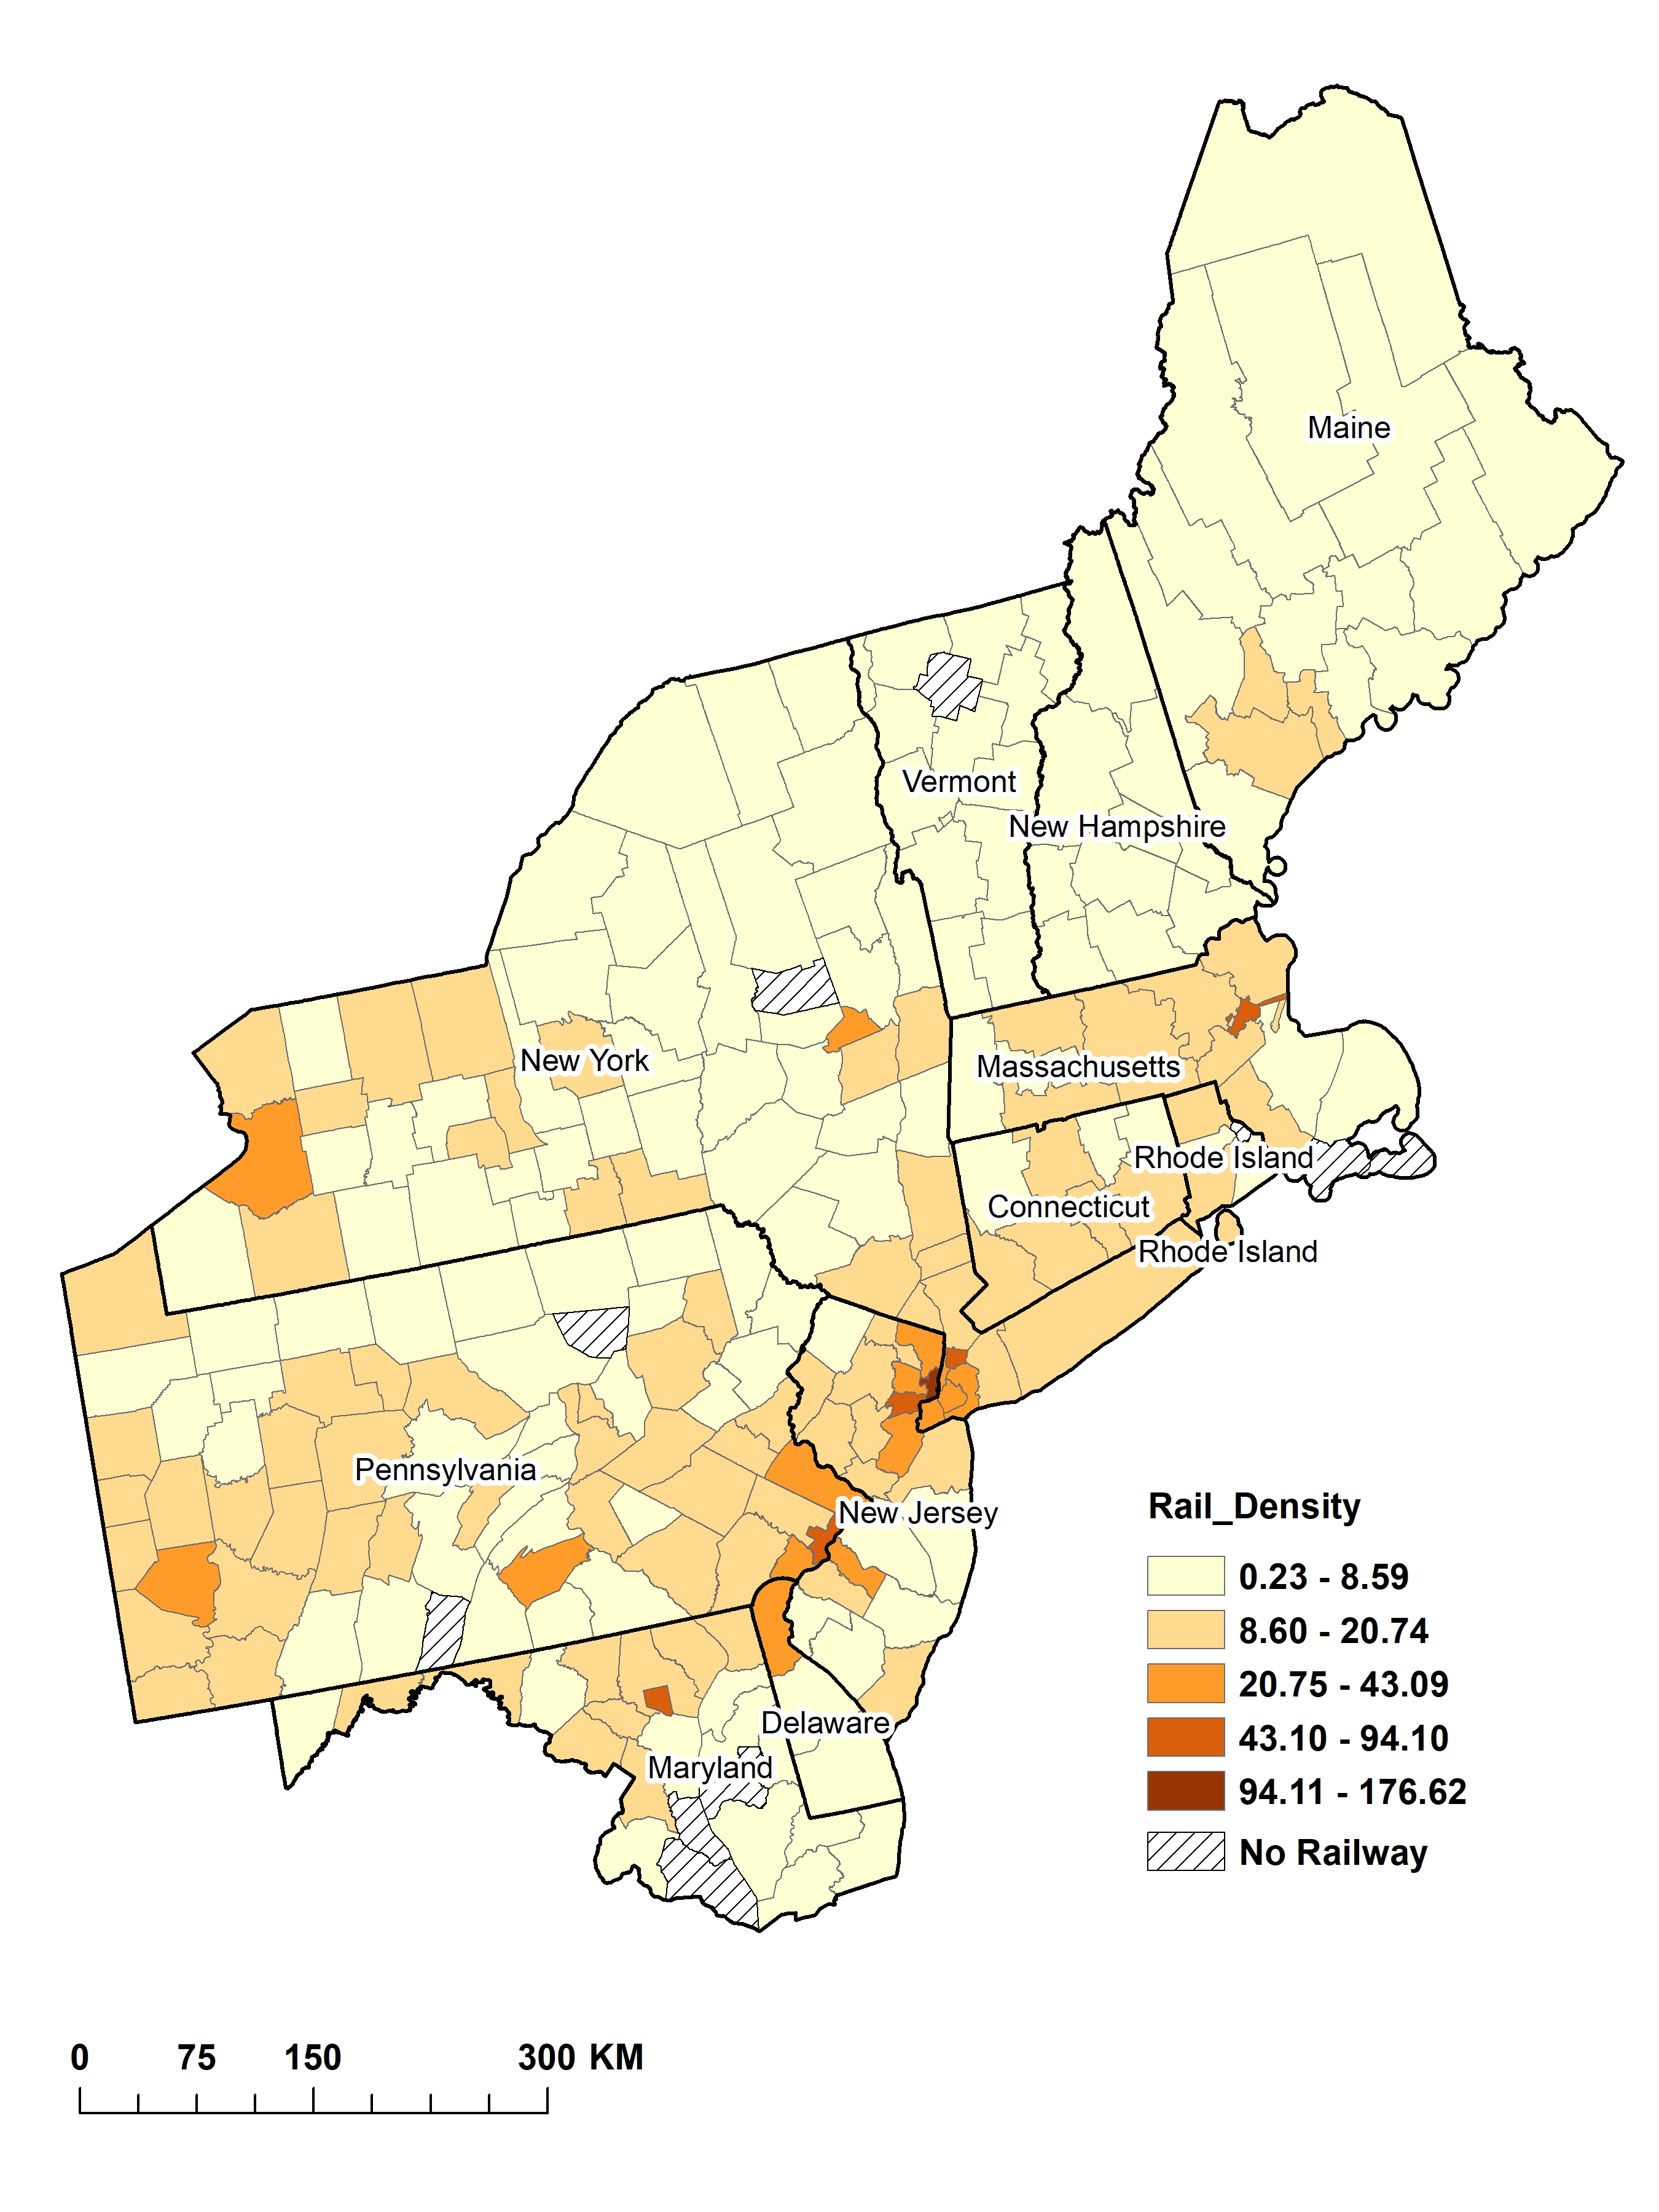 Maine
Vermont
New Hampshire
New York
Massachusetts
Rhode Island
Connecticut
Rhode Island
Pennsylvania
New Jersey
Delaware
Maryland
Rail_Density
0.23 - 8.59
8.60 - 20.74
20.75 - 43.09
43.10 - 94.10
94.11 - 176.62
No Railway
0 75 150 300 KM